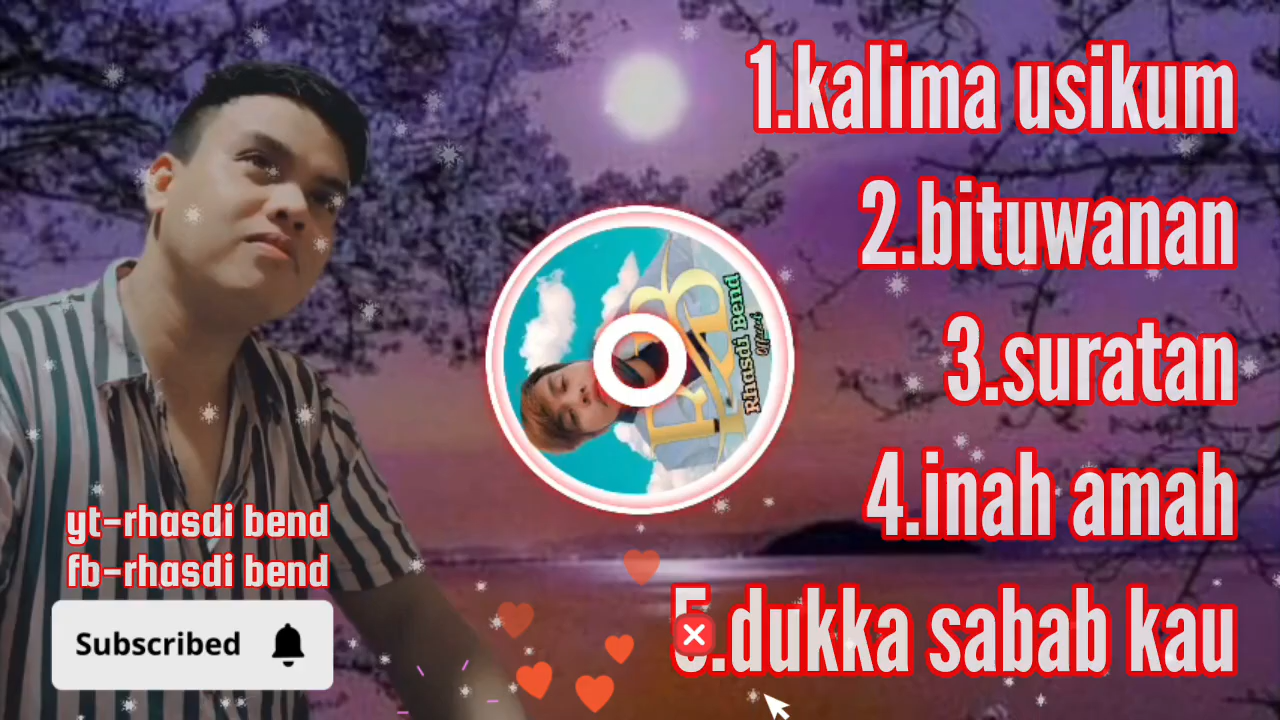 1.kalima usikum
2.bituwanan
3.suratan
4.inah amah
5.dukka sabab kau
Rhasdi Bend
Official
yt-rhasdi bend
fb-rhasdi bend
Subscribed